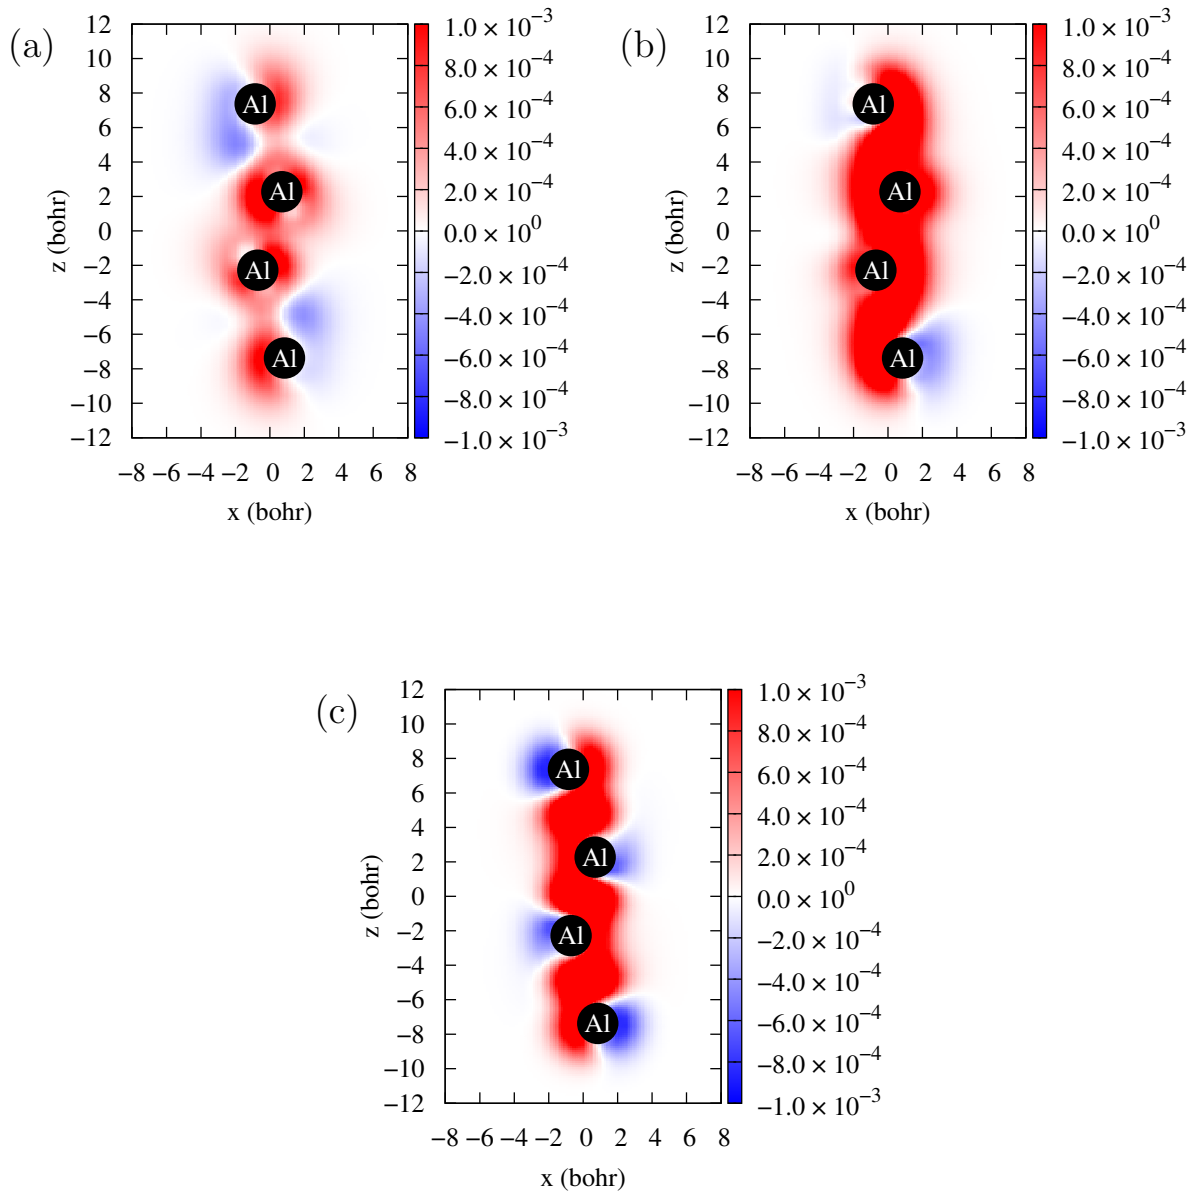 (a)
12
10
8
6
4
2
0
−2
−4
−6
−8
−10
−12
z (bohr)
−8 −6 −4 −2 0 2 4 6 8
x (bohr)
Al
Al
Al
Al
1.0 × 10⁻³
8.0 × 10⁻⁴
6.0 × 10⁻⁴
4.0 × 10⁻⁴
2.0 × 10⁻⁴
0.0 × 10⁰
−2.0 × 10⁻⁴
−4.0 × 10⁻⁴
−6.0 × 10⁻⁴
−8.0 × 10⁻⁴
−1.0 × 10⁻³
(b)
12
10
8
6
4
2
0
−2
−4
−6
−8
−10
−12
z (bohr)
−8 −6 −4 −2 0 2 4 6 8
x (bohr)
Al
Al
Al
Al
1.0 × 10⁻³
8.0 × 10⁻⁴
6.0 × 10⁻⁴
4.0 × 10⁻⁴
2.0 × 10⁻⁴
0.0 × 10⁰
−2.0 × 10⁻⁴
−4.0 × 10⁻⁴
−6.0 × 10⁻⁴
−8.0 × 10⁻⁴
−1.0 × 10⁻³
(c)
12
10
8
6
4
2
0
−2
−4
−6
−8
−10
−12
z (bohr)
−8 −6 −4 −2 0 2 4 6 8
x (bohr)
Al
Al
Al
Al
1.0 × 10⁻³
8.0 × 10⁻⁴
6.0 × 10⁻⁴
4.0 × 10⁻⁴
2.0 × 10⁻⁴
0.0 × 10⁰
−2.0 × 10⁻⁴
−4.0 × 10⁻⁴
−6.0 × 10⁻⁴
−8.0 × 10⁻⁴
−1.0 × 10⁻³